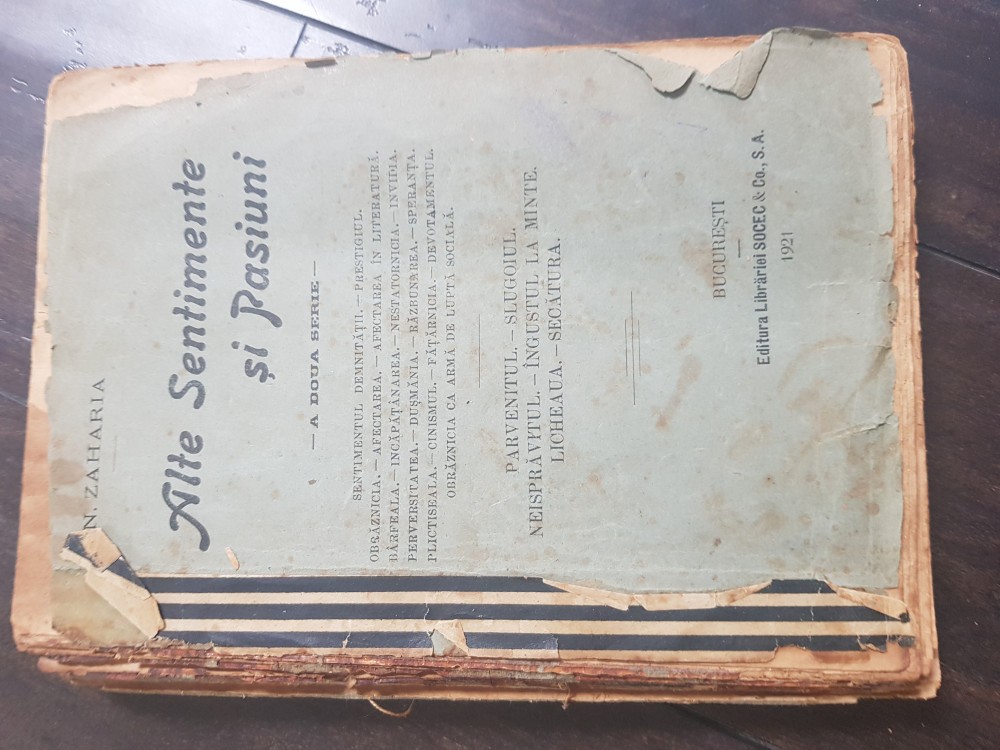 N. ZAHARIA
Alte Sentimente
și Pasiuni
— A DOUA SERIE —
SENTIMENTUL DEMNITĂȚII. — PRESTIGIUL.
OBRĂZNICIA. — AFECTAREA. — AFECTAREA ÎN LITERATURĂ.
BÂRFEALA. — INCĂPĂȚÂNAREA. — NESTATORNICIA. — INVIDIA.
PERVERSITATEA. — DUȘMĂNIA. — RĂZBUNAREA. — SPERANȚA.
PLICTISEALA. — CINISMUL. — FĂȚĂRNICIA. — DEVOTAMENTUL.
OBRĂZNICIA CA ARMĂ DE LUPTĂ SOCIALĂ.
PARVENITUL. — SLUGOIUL.
NEISPRĂVITUL. — ÎNGUSTUL LA MINTE.
LICHEAUA. — SECĂTURA.
BUCUREȘTI
Editura Librăriei SOCEC & Co., S. A.
1921